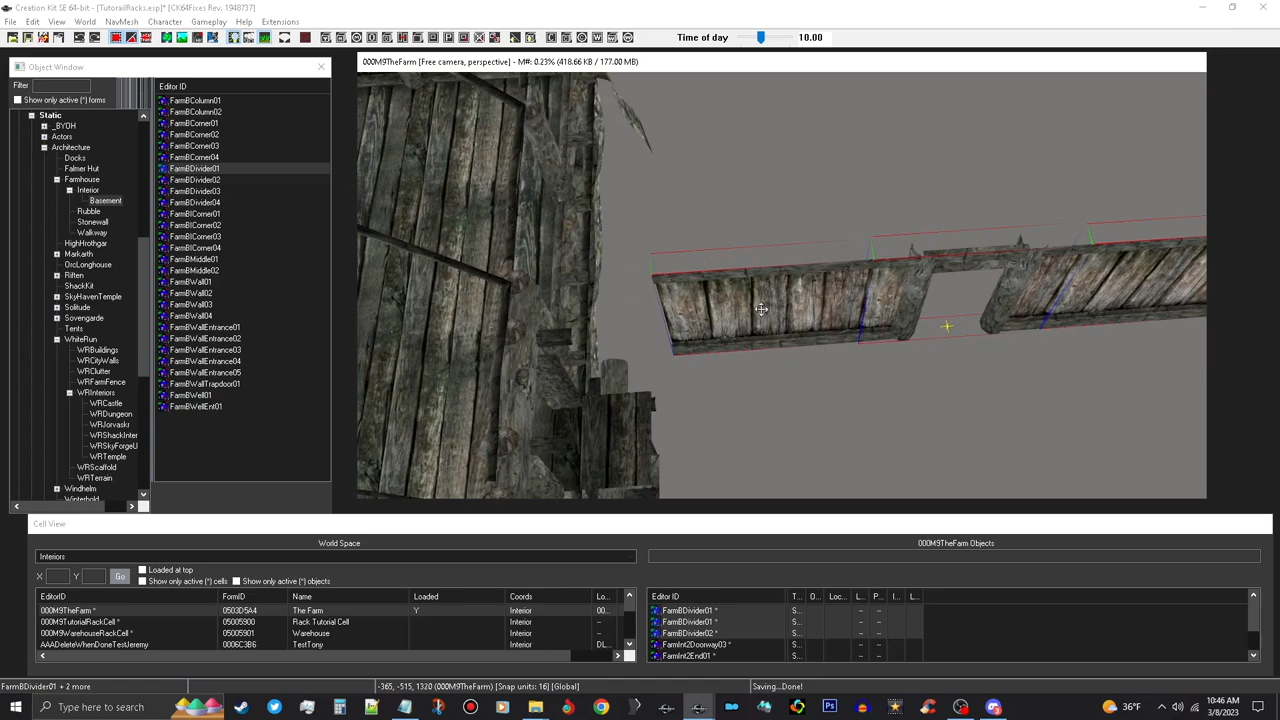 Creation Kit SE 64-bit - [TutorailRacks.esp]* [CK64Fixes Rev. 1948737]
File Edit View World NavMesh Character Gameplay Help Extensions
Time of day 10.00
Object Window
Filter
Show only active (*) forms
Static
_BYOH
Actors
Architecture
Docks
Falmer Hut
Farmhouse
Interior
Basement
Rubble
Stonewall
Walkway
HighHrothgar
Markarth
OrcLonghouse
Riften
ShackKit
SkyHavenTemple
Solitude
Sovengarde
Tents
WhiteRun
WRBuildings
WRCityWalls
WRClutter
WRFarmFence
WRInteriors
WRCastle
WRDungeon
WRJorvaskr
WRShackInter
WRSkyForgeU
WRTemple
WRScaffold
WRTerrain
Windhelm
Winterhold
Editor ID
FarmBColumn01
FarmBColumn02
FarmBCorner01
FarmBCorner02
FarmBCorner03
FarmBCorner04
FarmBDivider01
FarmBDivider02
FarmBDivider03
FarmBDivider04
FarmBICorner01
FarmBICorner02
FarmBICorner03
FarmBICorner04
FarmBMiddle01
FarmBMiddle02
FarmBWall01
FarmBWall02
FarmBWall03
FarmBWall04
FarmBWallEntrance01
FarmBWallEntrance02
FarmBWallEntrance03
FarmBWallEntrance04
FarmBWallEntrance05
FarmBWallTrapdoor01
FarmBWell01
FarmBWellEnt01
000M9TheFarm [Free camera, perspective] - M#: 0.23% (418.66 KB / 177.00 MB)
Cell View
World Space
Interiors
X Y Go
Loaded at top
Show only active (*) cells Show only active (*) objects
EditorID FormID Name Loaded Coords Lo...
000M9TheFarm * 0503D5A4 The Farm Y Interior 00...
000M9TutorialRackCell * 05005900 Rack Tutorial Cell Interior --
000M9WarehouseRackCell * 05005901 Warehouse Interior --
AAADeleteWhenDoneTestJeremy 0006C3B6 TestTony Interior DL...
000M9TheFarm Objects
Editor ID T... O... Loc... L... P... I... L...
FarmBDivider01 * S... -- --
FarmBDivider01 * S... -- --
FarmBDivider02 * S... -- --
FarmInt2Doorway03 * S... -- --
FarmInt2End01 * S... -- --
FarmBDivider01 + 2 more
-365, -515, 1320 (000M9TheFarm) [Snap units: 16] [Global]
Saving...Done!
Type here to search
36°F
10:46 AM
3/8/2023